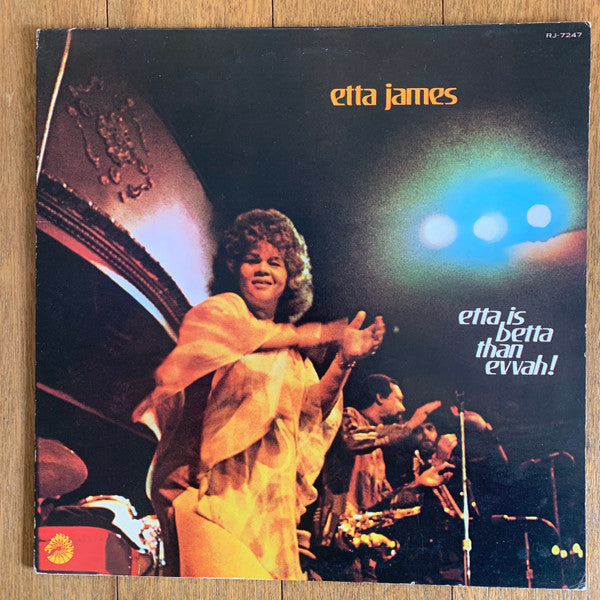 RJ-7247
etta james
etta is
betta
than
evvah!